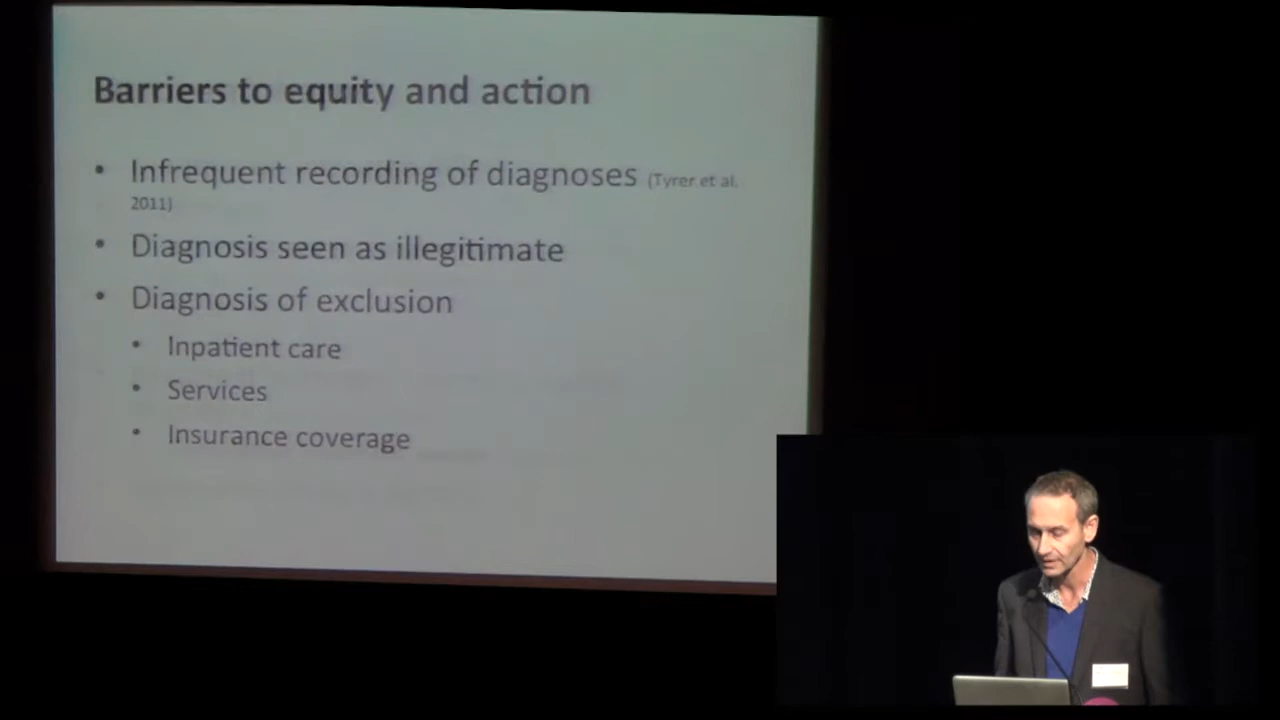 Barriers to equity and action
• Infrequent recording of diagnoses (Tyrer et al.
2011)
• Diagnosis seen as illegitimate
• Diagnosis of exclusion
• Inpatient care
• Services
• Insurance coverage